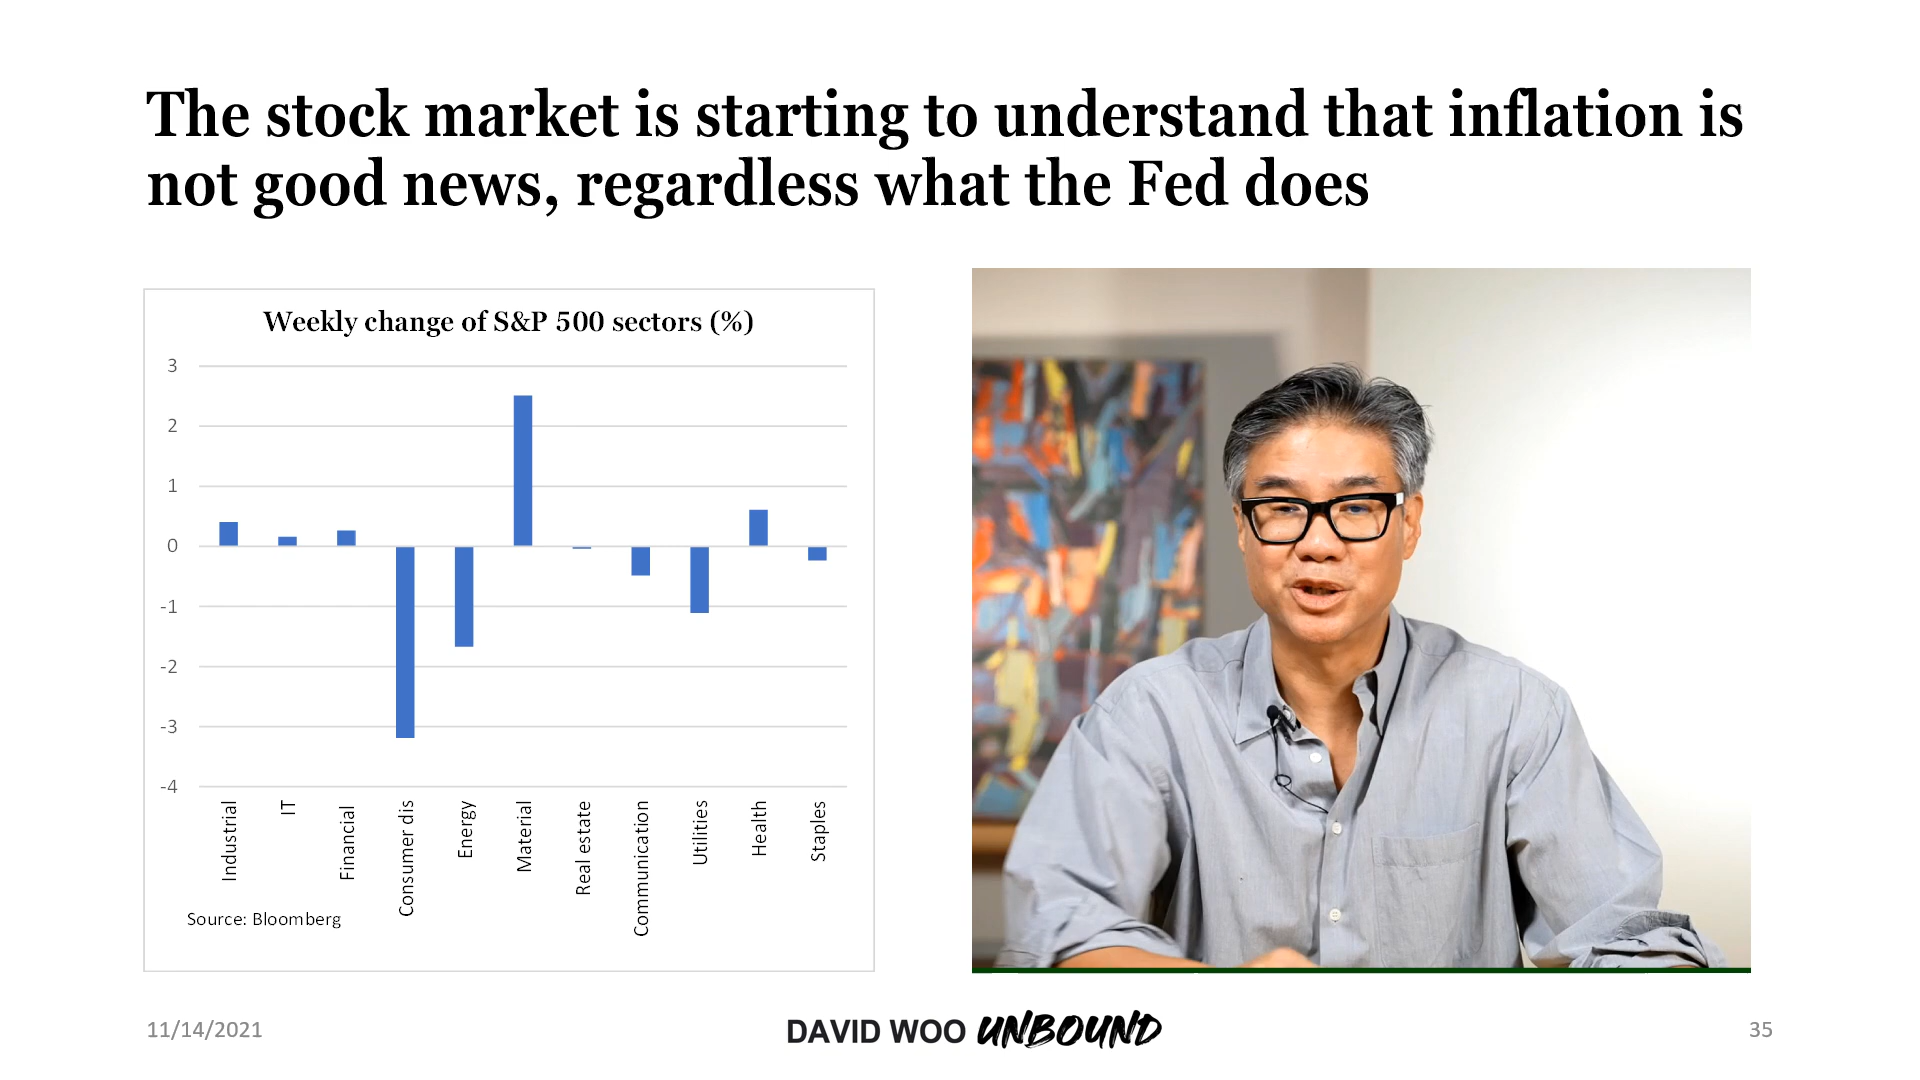 The stock market is starting to understand that inflation is
not good news, regardless what the Fed does
Weekly change of S&P 500 sectors (%)
3
2
1
0
-1
-2
-3
-4
Industrial
IT
Financial
Consumer dis
Energy
Material
Real estate
Communication
Utilities
Health
Staples
Source: Bloomberg
11/14/2021
DAVID WOO UNBOUND
35